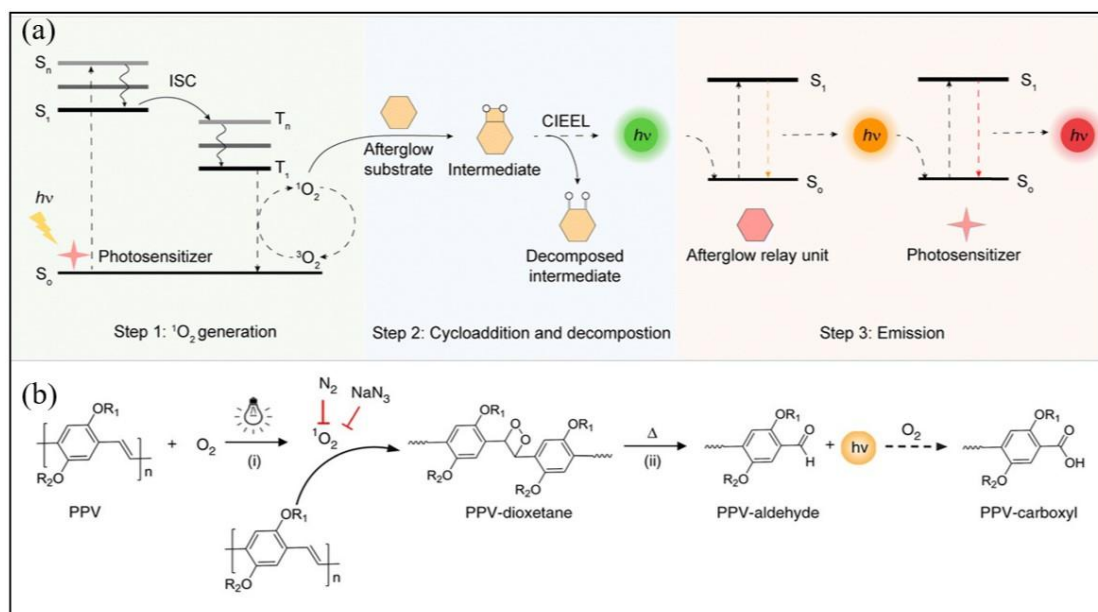 (a)
Sn
S1
ISC
Tn
T1
hν
Photosensitizer
So
1O2
3O2
Step 1: 1O2 generation
Afterglow
substrate
Intermediate
CIEEL
hν
Decomposed
intermediate
Step 2: Cycloaddition and decompostion
S1
So
Afterglow relay unit
hν
S1
So
Photosensitizer
hν
Step 3: Emission
(b)
OR1
R2O
n
PPV
+
O2
(i)
N2
NaN3
1O2
OR1
R2O
n
OR1
O
O
OR1
R2O
R2O
PPV-dioxetane
Δ
(ii)
OR1
O
H
R2O
PPV-aldehyde
+
hν
O2
OR1
O
OH
R2O
PPV-carboxyl